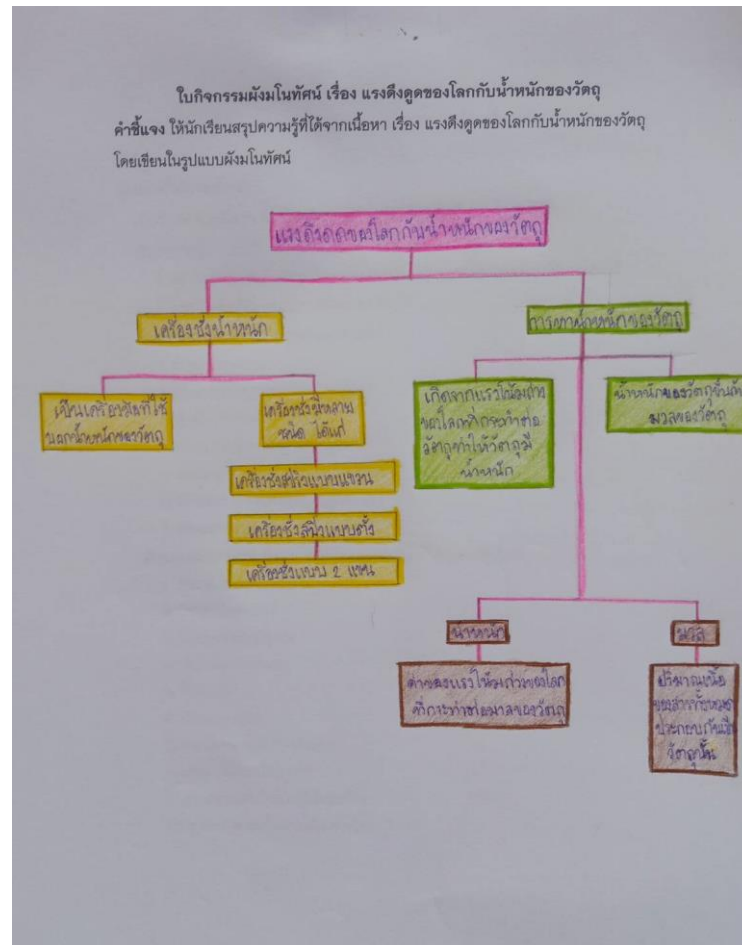 ใบกิจกรรมผังมโนทัศน์ เรื่อง แรงดึงดูดของโลกกับน้ำหนักของวัตถุ
คำชี้แจง ให้นักเรียนสรุปความรู้ที่ได้จากเนื้อหา เรื่อง แรงดึงดูดของโลกกับน้ำหนักของวัตถุ
โดยเขียนในรูปแบบผังมโนทัศน์
แรงดึงดูดของโลกกับน้ำหนักของวัตถุ
เครื่องชั่งน้ำหนัก
การหาน้ำหนักของวัตถุ
เป็นเครื่องมือที่ใช้
บอกน้ำหนักของวัตถุ
เครื่องชั่งมีหลาย
ชนิด ได้แก่
เครื่องชั่งสปริงแบบแขวน
เครื่องชั่งสปริงแบบตั้ง
เครื่องชั่งแบบ 2 แขน
เกิดจากแรงโน้มถ่วง
ของโลกที่กระทำต่อ
วัตถุทำให้วัตถุมี
น้ำหนัก
น้ำหนักของวัตถุขึ้นกับ
มวลของวัตถุ
น้ำหนัก
มวล
ค่าของแรงโน้มถ่วงของโลก
ที่กระทำต่อมวลของวัตถุ
ปริมาณเนื้อ
ของสารทั้งหมด
ประกอบกันเป็น
วัตถุนั้น